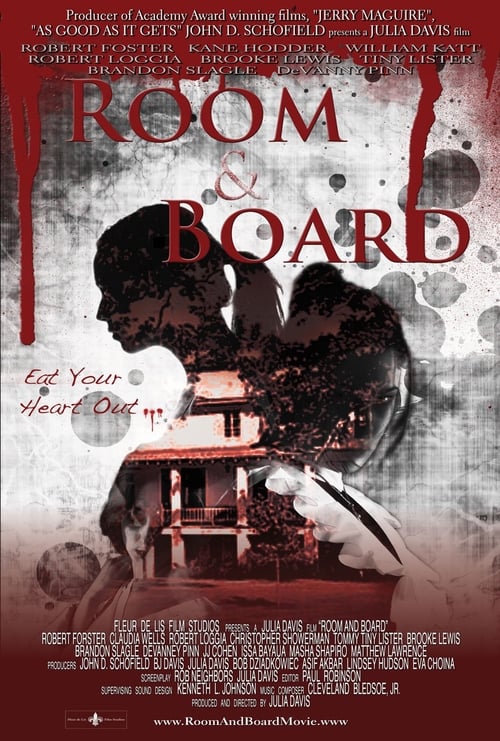 Producer of Academy Award winning films, "JERRY MAGUIRE",
"AS GOOD AS IT GETS" JOHN D. SCHOFIELD presents a JULIA DAVIS film
ROBERT FOSTER KANE HODDER WILLIAM KATT
ROBERT LOGGIA BROOKE LEWIS TINY LISTER
BRANDON SLAGLE DeVANNY PINN
ROOM
&
BOARD
Eat Your
Heart Out...
FLEUR DE LIS FILM STUDIOS PRESENTS A JULIA DAVIS FILM "ROOM AND BOARD"
ROBERT FORSTER CLAUDIA WELLS ROBERT LOGGIA CHRISTOPHER SHOWERMAN TOMMY TINY LISTER BROOKE LEWIS
BRANDON SLAGLE DEVANNEY PINN JJ COHEN ISSA BAYAUA MASHA SHAPIRO MATTHEW LAWRENCE
PRODUCERS JOHN D. SCHOFIELD BJ DAVIS JULIA DAVIS BOB DZIADKOWIEC ASIF AKBAR LINDSEY HUDSON EVA CHOINA
SCREENPLAY ROB NEIGHBORS JULIA DAVIS EDITOR PAUL ROBINSON
SUPERVISING SOUND DESIGN KENNETH L. JOHNSON MUSIC COMPOSER CLEVELAND BLEDSOE, JR.
PRODUCED AND DIRECTED BY JULIA DAVIS
Fleur de Lis Film Studios
www.RoomAndBoardMovie.com